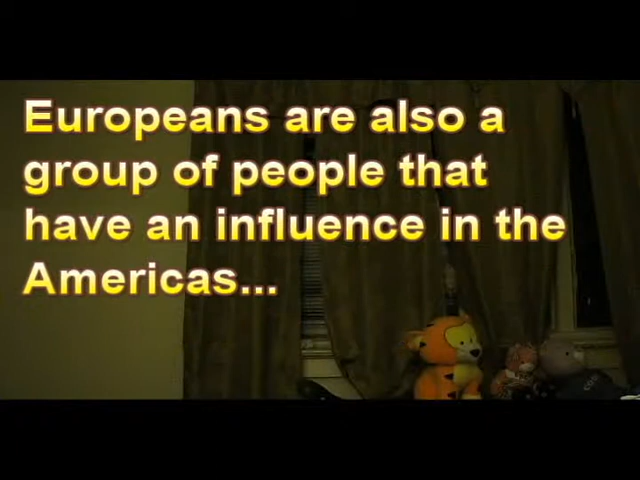 Europeans are also a
group of people that
have an influence in the
Americas...